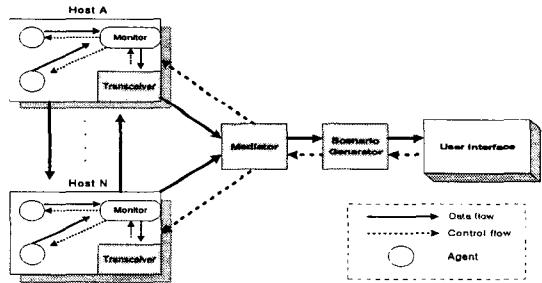 Host A
Monitor
Transceiver
Host N
Monitor
Transceiver
Mediator
Scenario
Generator
User Interface
Data flow
Control flow
Agent